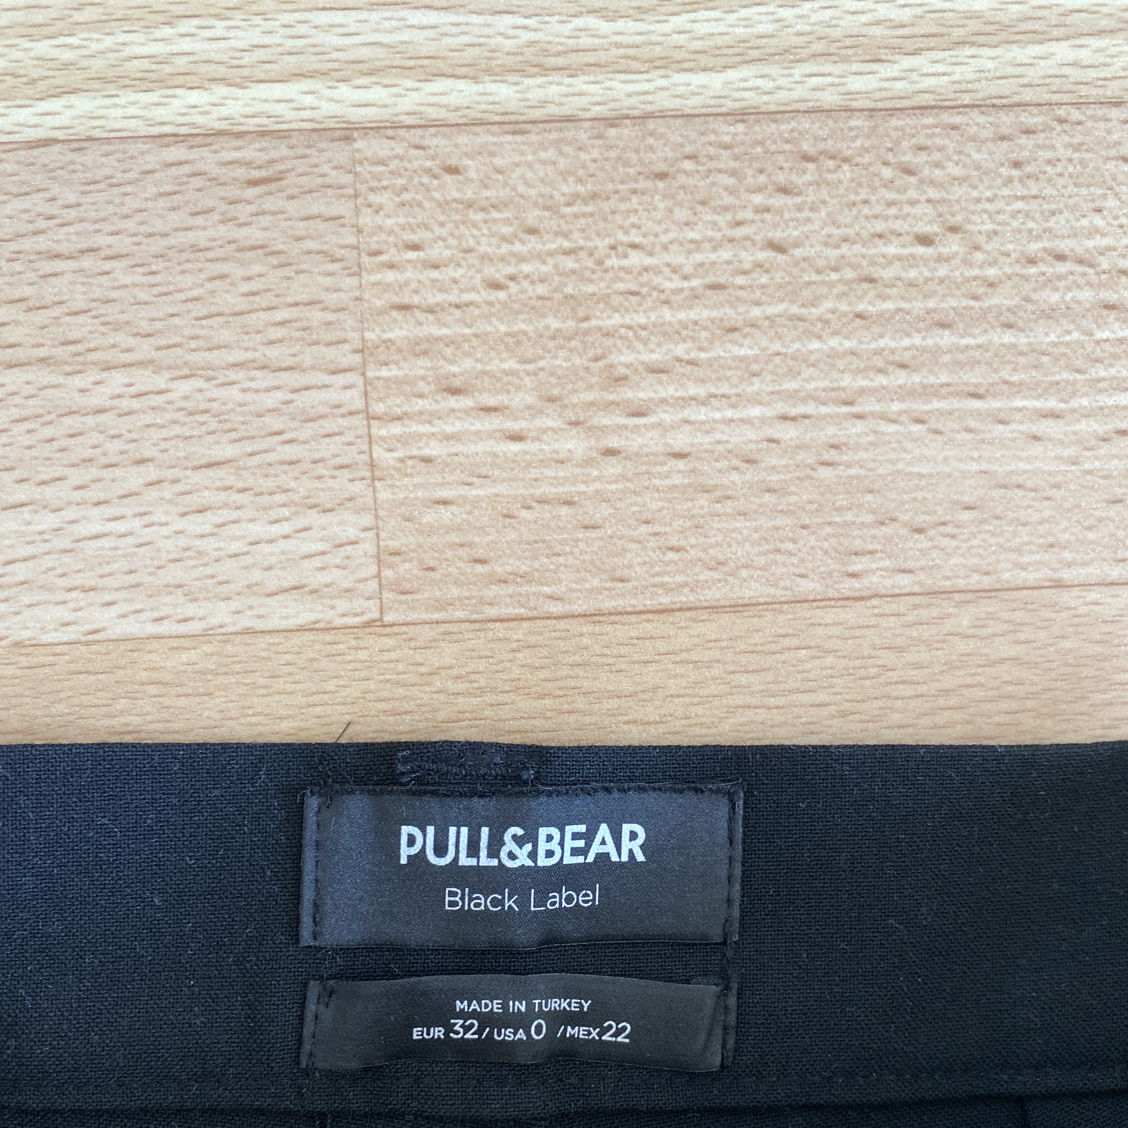 PULL&BEAR
Black Label
MADE IN TURKEY
EUR 32 / USA 0 / MEX 22